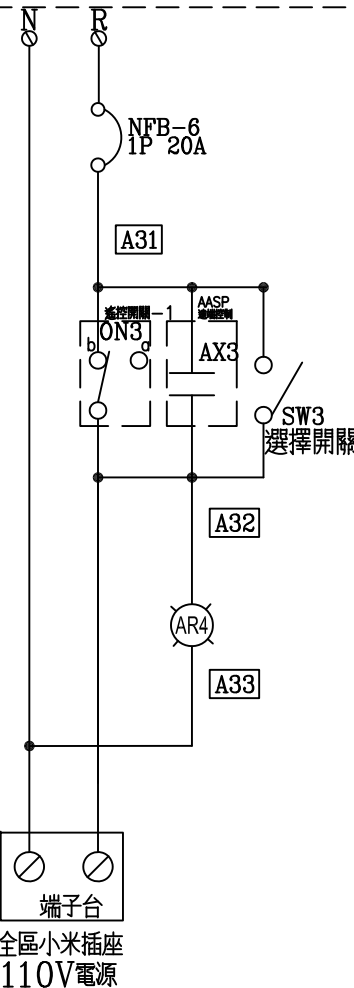 N
R
NFB-6
1P 20A
A31
遙控開關-1
ON3
b
a
AASP
遠端控制
AX3
SW3
選擇開關
A32
AR4
A33
端子台
全區小米插座
110V電源